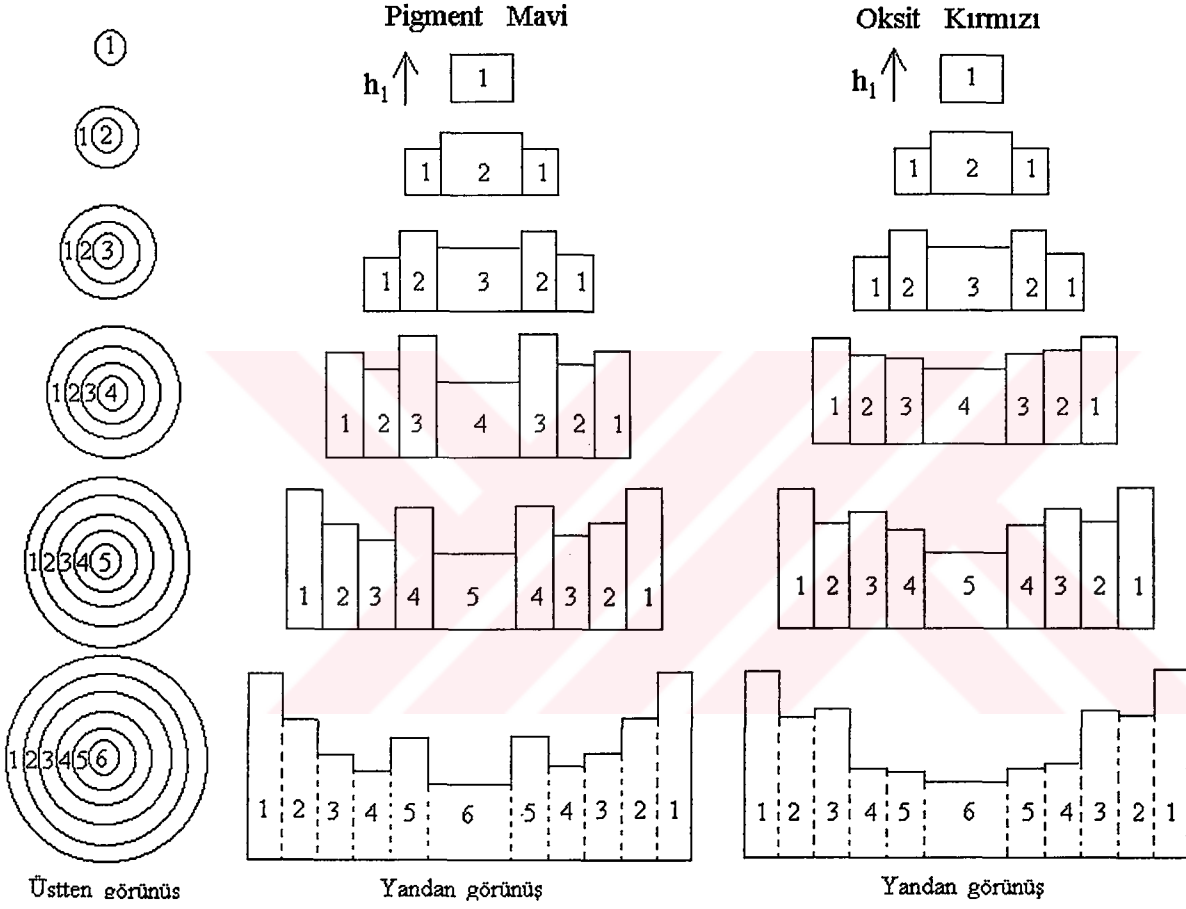 Pigment Mavi Oksit Kırmızı
1 h₁ 1 h₁ 1
1 2 1 2 1 1 2 1
1 2 3 1 2 3 2 1 1 2 3 2 1
1 2 3 4 1 2 3 4 3 2 1 1 2 3 4 3 2 1
1 2 3 4 5 1 2 3 4 5 4 3 2 1 1 2 3 4 5 4 3 2 1
1 2 3 4 5 6 1 2 3 4 5 6 5 4 3 2 1 1 2 3 4 5 6 5 4 3 2 1
Üstten görünüs Yandan görünüş Yandan görünüş